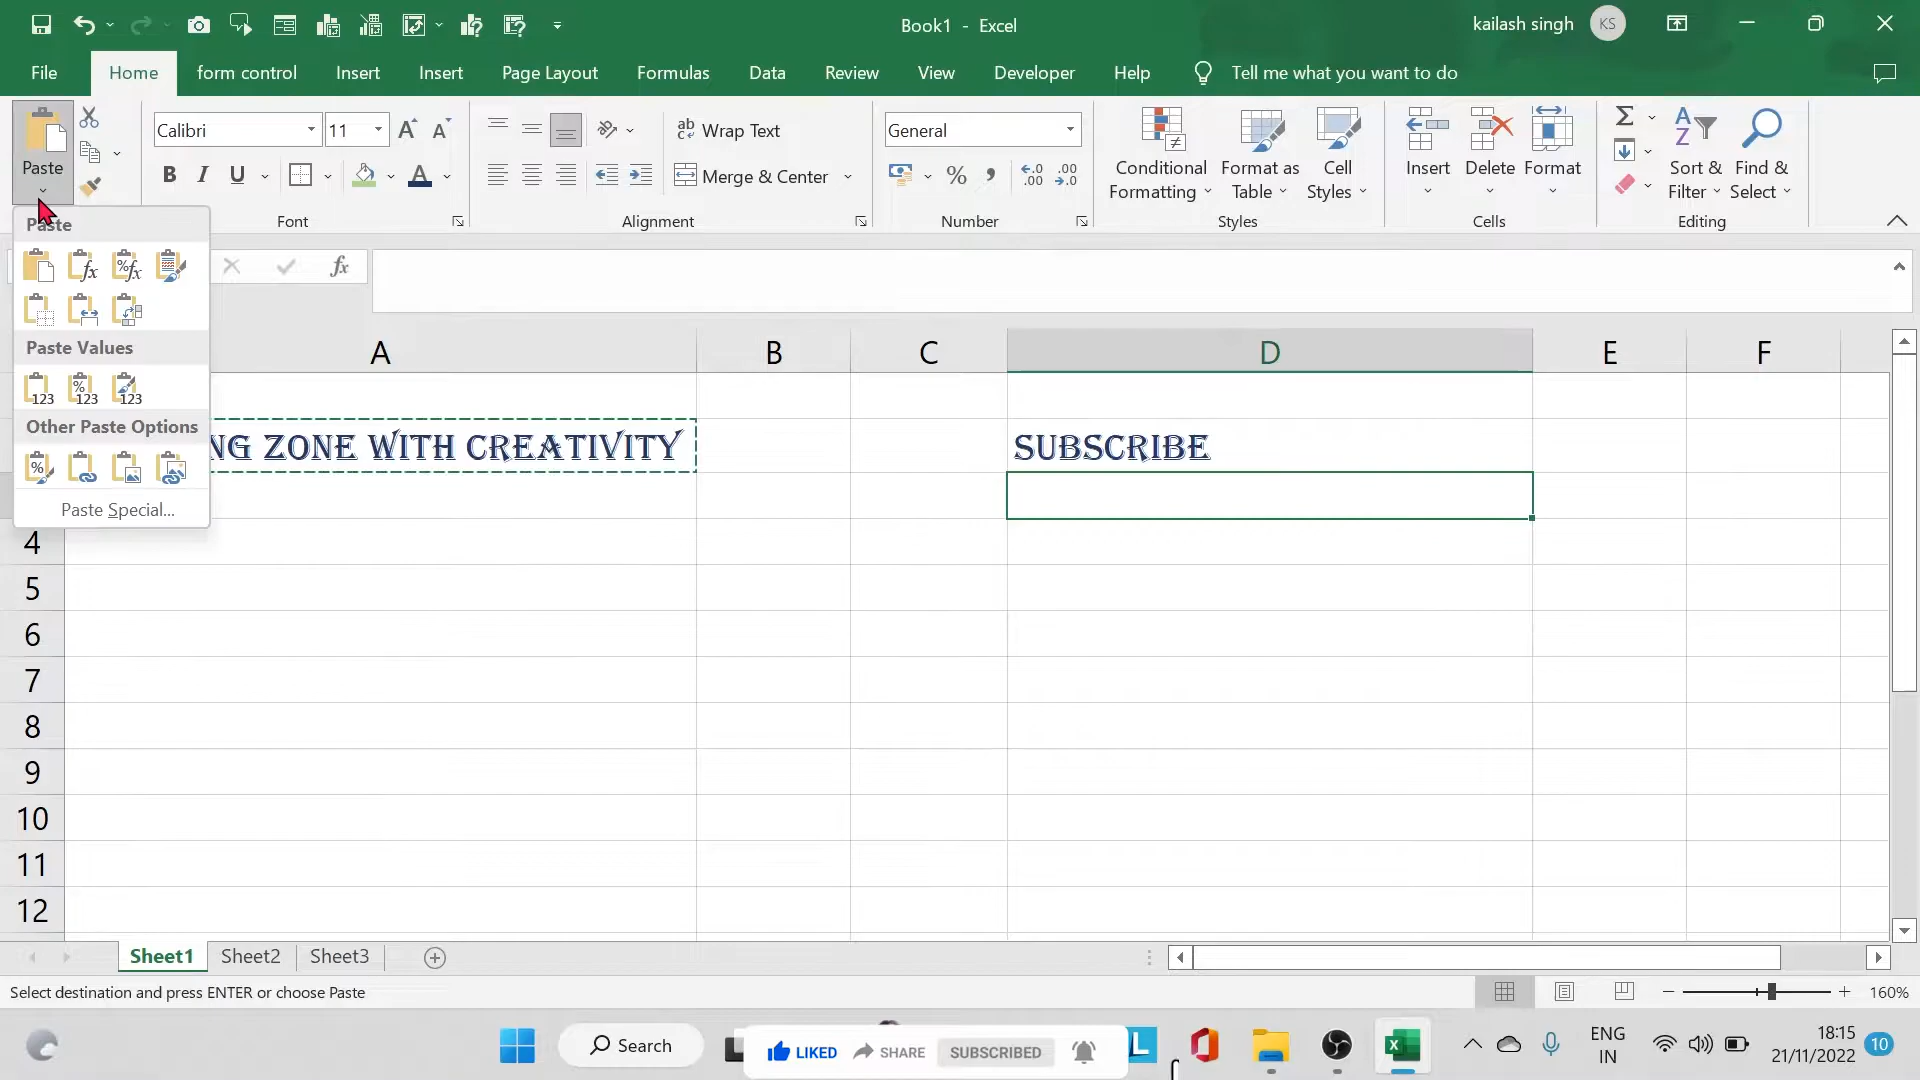 Book1 - Excel
kailash singh
KS
File
Home
form control
Insert
Insert
Page Layout
Formulas
Data
Review
View
Developer
Help
Tell me what you want to do
Paste
Calibri
11
A
A
ab Wrap Text
General
Conditional Formatting
Format as Table
Cell Styles
Insert
Delete
Format
Sort & Filter
Find & Select
B I U
A
Merge & Center
%
Font
Alignment
Number
Styles
Cells
Editing
Paste
fx
Paste Values
Other Paste Options
Paste Special...
A
B
C
D
E
F
NG ZONE WITH CREATIVITY
SUBSCRIBE
4
5
6
7
8
9
10
11
12
Sheet1
Sheet2
Sheet3
Select destination and press ENTER or choose Paste
160%
Search
LIKED
SHARE
SUBSCRIBED
ENG
IN
18:15
21/11/2022
10